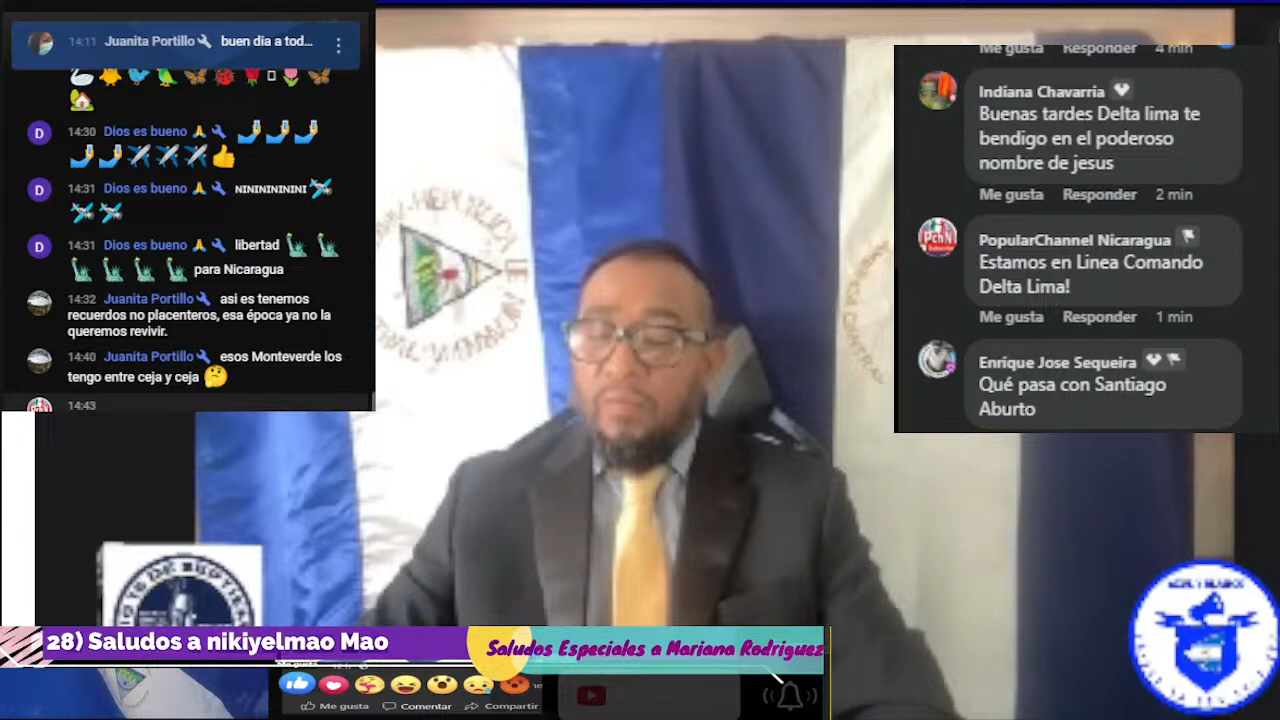 14:11 Juanita Portillo buen dia a tod...
14:30 Dios es bueno
14:31 Dios es bueno NINININININI
14:31 Dios es bueno libertad
para Nicaragua
14:32 Juanita Portillo asi es tenemos
recuerdos no placenteros, esa época ya no la
queremos revivir.
14:40 Juanita Portillo esos Monteverde los
tengo entre ceja y ceja
14:43
Me gusta Responder 4 min
Indiana Chavarria
Buenas tardes Delta lima te
bendigo en el poderoso
nombre de jesus
Me gusta Responder 2 min
PopularChannel Nicaragua
Estamos en Linea Comando
Delta Lima!
Me gusta Responder 1 min
Enrique Jose Sequeira
Qué pasa con Santiago
Aburto
PchN
AZUL Y BLANCO
28) Saludos a nikiyelmao Mao
Saludos Especiales a Mariana Rodriguez
Me gusta Comentar Compartir